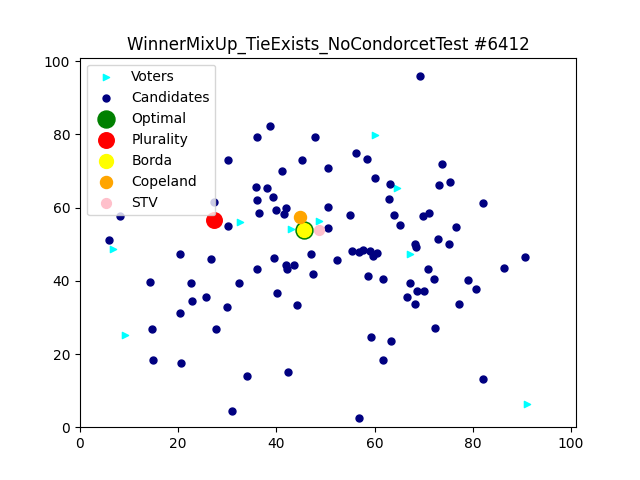 WinnerMixUp_TieExists_NoCondorcetTest #6412
100
80
60
40
20
0
Voters
Candidates
Optimal
Plurality
Borda
Copeland
STV
0 20 40 60 80 100